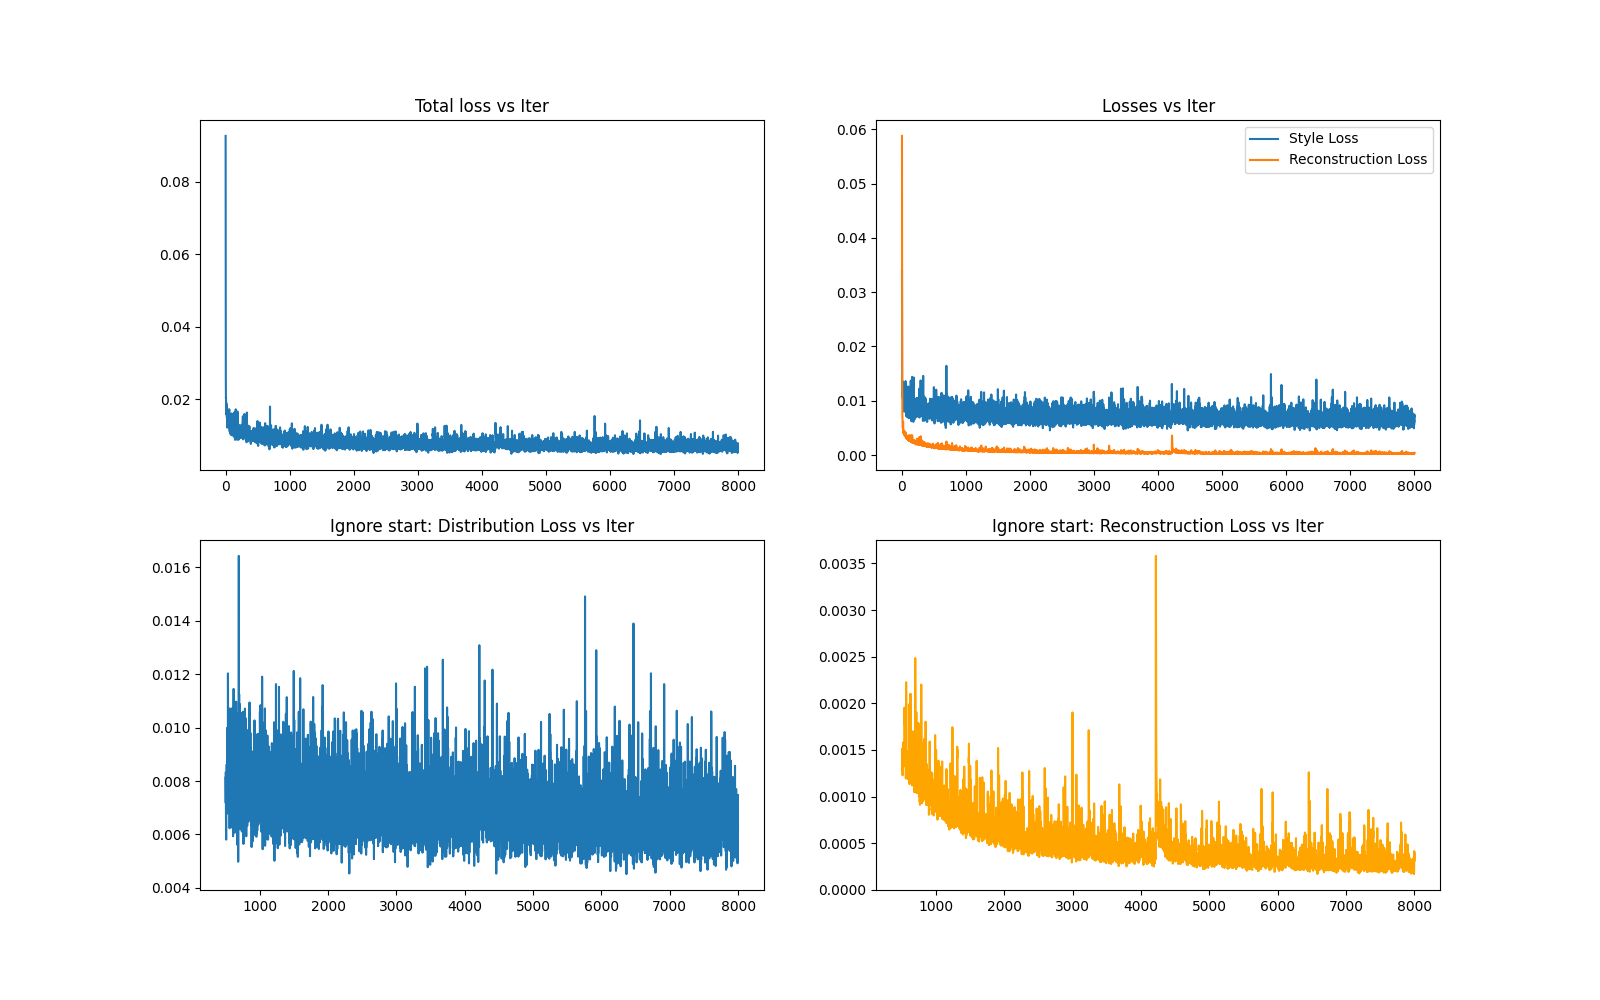 Total loss vs Iter
0.08
0.06
0.04
0.02
0 1000 2000 3000 4000 5000 6000 7000 8000
Losses vs Iter
Style Loss
Reconstruction Loss
0.06
0.05
0.04
0.03
0.02
0.01
0.00
0 1000 2000 3000 4000 5000 6000 7000 8000
Ignore start: Distribution Loss vs Iter
0.016
0.014
0.012
0.010
0.008
0.006
0.004
1000 2000 3000 4000 5000 6000 7000 8000
Ignore start: Reconstruction Loss vs Iter
0.0035
0.0030
0.0025
0.0020
0.0015
0.0010
0.0005
0.0000
1000 2000 3000 4000 5000 6000 7000 8000